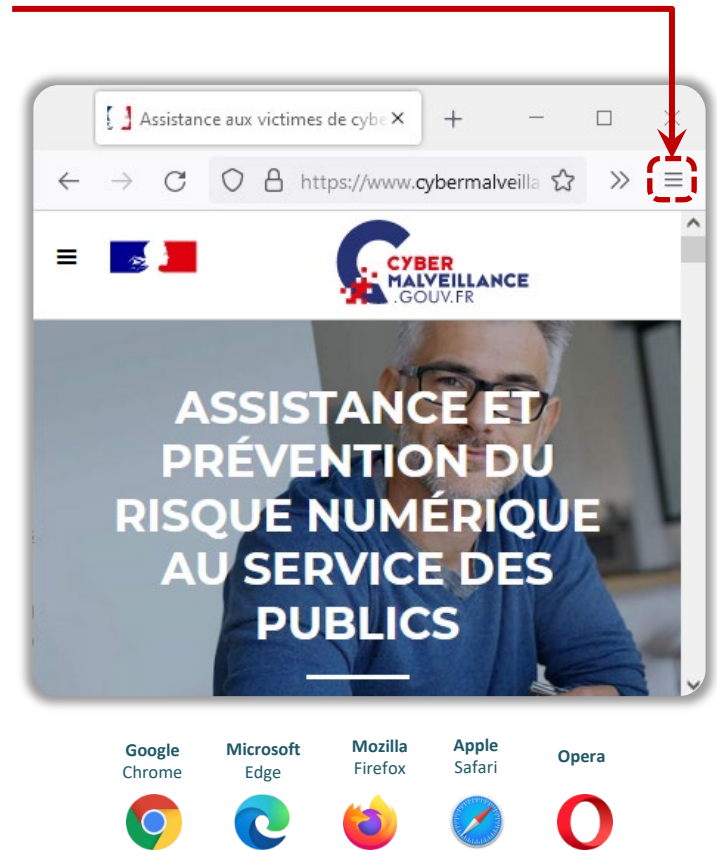 Assistance aux victimes de cybe
https://www.cybermalveilla
CYBER
MALVEILLANCE
.GOUV.FR
ASSISTANCE ET
PRÉVENTION DU
RISQUE NUMÉRIQUE
AU SERVICE DES
PUBLICS
Google
Chrome
Microsoft
Edge
Mozilla
Firefox
Apple
Safari
Opera